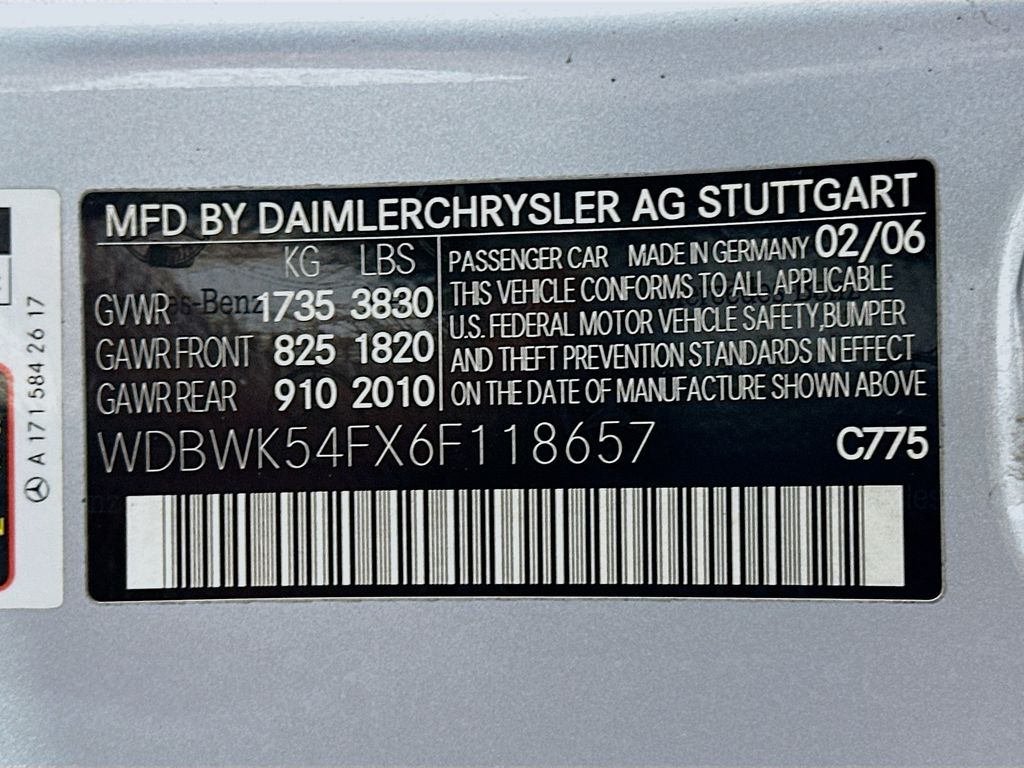 MFD BY DAIMLERCHRYSLER AG STUTTGART
KG LBS
GVWR 1735 3830
GAWR FRONT 825 1820
GAWR REAR 910 2010
PASSENGER CAR MADE IN GERMANY 02/06
THIS VEHICLE CONFORMS TO ALL APPLICABLE
U.S. FEDERAL MOTOR VEHICLE SAFETY, BUMPER
AND THEFT PREVENTION STANDARDS IN EFFECT
ON THE DATE OF MANUFACTURE SHOWN ABOVE
WDBWK54FX6F118657 C775
A 171 584 26 17